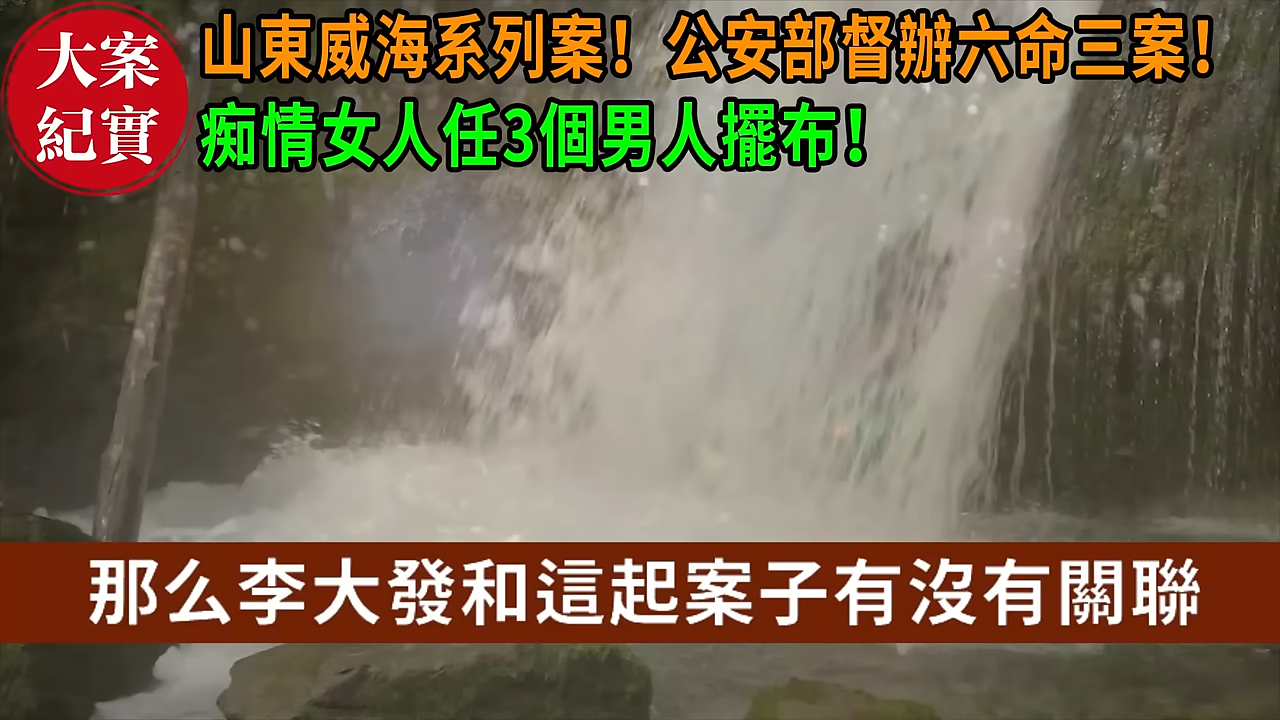 大案
紀實
山東威海系列案！公安部督辦六命三案！
痴情女人任3個男人擺布！
那么李大發和這起案子有沒有關聯